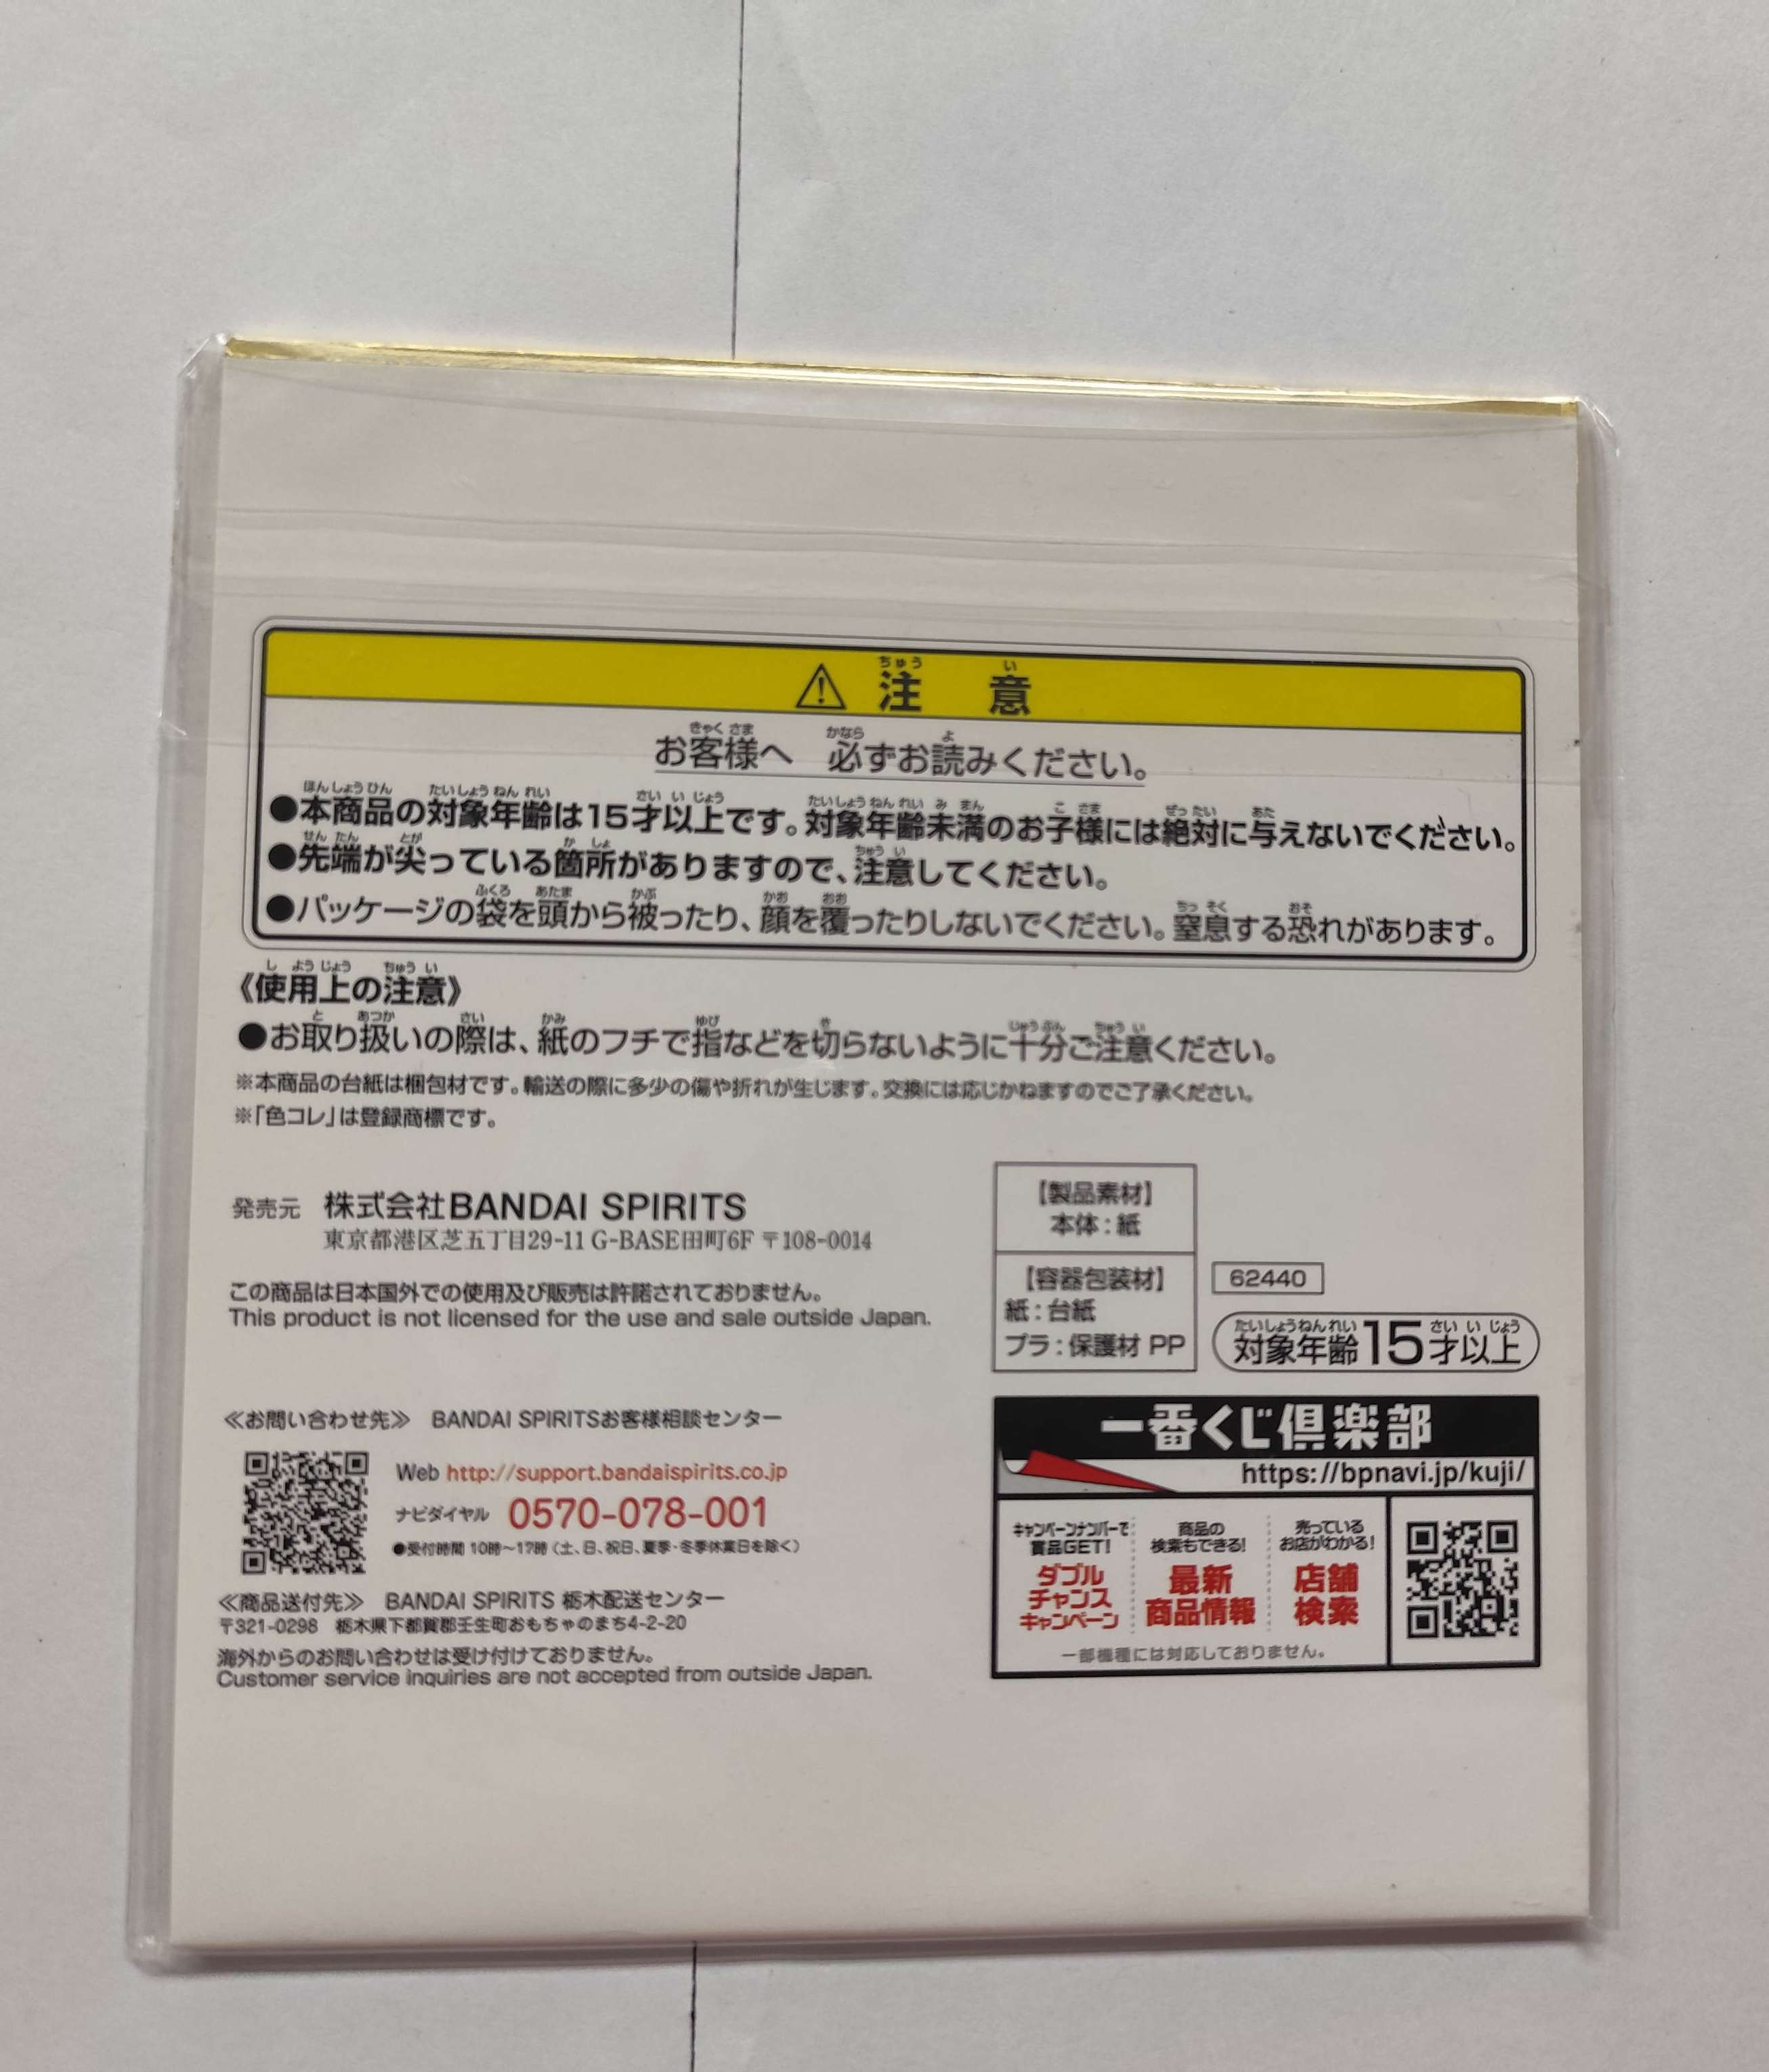 ⚠ 注意
お客様へ 必ずお読みください。
●本商品の対象年齢は15才以上です。対象年齢未満のお子様には絶対に与えないでください。
●先端が尖っている箇所がありますので、注意してください。
●パッケージの袋を頭から被ったり、顔を覆ったりしないでください。窒息する恐れがあります。
《使用上の注意》
●お取り扱いの際は、紙のフチで指などを切らないように十分ご注意ください。
※本商品の台紙は梱包材です。輸送の際に多少の傷や折れが生じます。交換には応じかねますのでご了承ください。
※「色コレ」は登録商標です。
発売元 株式会社BANDAI SPIRITS
東京都港区芝五丁目29-11 G-BASE田町6F 〒108-0014
この商品は日本国外での使用及び販売は許諾されておりません。
This product is not licensed for the use and sale outside Japan.
【製品素材】
本体:紙
【容器包装材】
紙:台紙
プラ:保護材 PP
62440
対象年齢15才以上
≪お問い合わせ先≫ BANDAI SPIRITSお客様相談センター
Web http://support.bandaispirits.co.jp
ナビダイヤル 0570-078-001
●受付時間 10時〜17時(土、日、祝日、夏季・冬季休業日を除く)
≪商品送付先≫ BANDAI SPIRITS 栃木配送センター
〒321-0298 栃木県下都賀郡壬生町おもちゃのまち4-2-20
海外からのお問い合わせは受け付けておりません。
Customer service inquiries are not accepted from outside Japan.
一番くじ倶楽部
https://bpnavi.jp/kuji/
キャンペーンナンバーで
賞品GET!
ダブル
チャンス
キャンペーン
商品の
検索もできる!
最新
商品情報
売っている
お店がわかる!
店舗
検索
一部機種には対応しておりません。